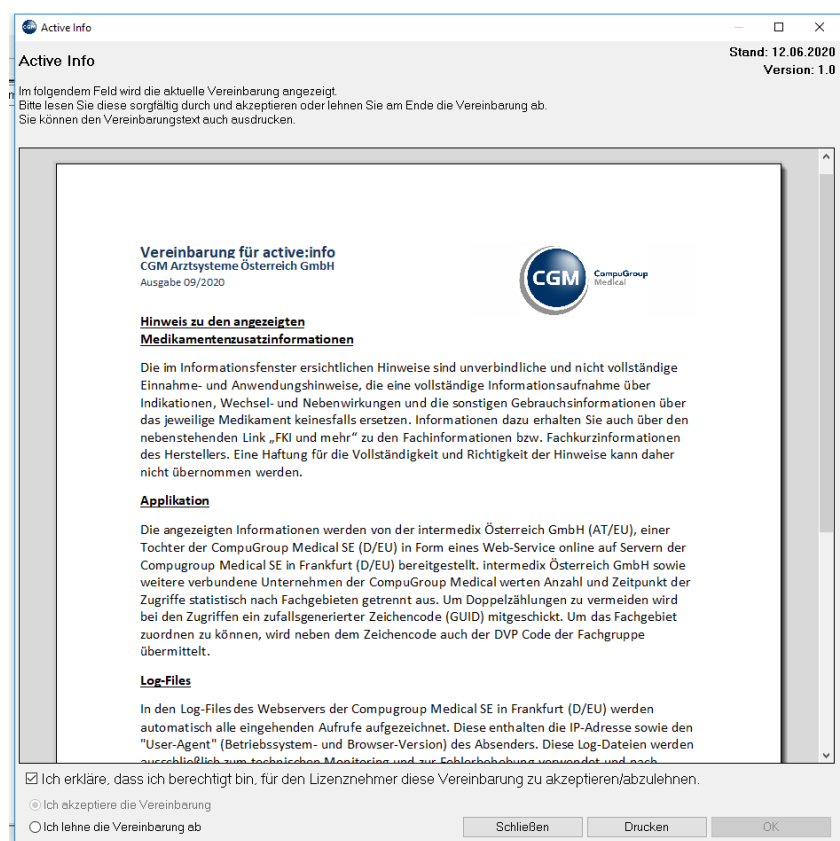 Active Info
Active Info
Stand: 12.06.2020
Version: 1.0
Im folgendem Feld wird die aktuelle Vereinbarung angezeigt.
Bitte lesen Sie diese sorgfältig durch und akzeptieren oder lehnen Sie am Ende die Vereinbarung ab.
Sie können den Vereinbarungstext auch ausdrucken.
Vereinbarung für active:info
CGM Arztsysteme Österreich GmbH
Ausgabe 09/2020
CGM
CompuGroup
Medical
Hinweis zu den angezeigten
Medikamentenzusatzinformationen
Die im Informationsfenster ersichtlichen Hinweise sind unverbindliche und nicht vollständige
Einnahme- und Anwendungshinweise, die eine vollständige Informationsaufnahme über
Indikationen, Wechsel- und Nebenwirkungen und die sonstigen Gebrauchsinformationen über
das jeweilige Medikament keinesfalls ersetzen. Informationen dazu erhalten Sie auch über den
nebenstehenden Link „FKI und mehr“ zu den Fachinformationen bzw. Fachkurzinformationen
des Herstellers. Eine Haftung für die Vollständigkeit und Richtigkeit der Hinweise kann daher
nicht übernommen werden.
Applikation
Die angezeigten Informationen werden von der intermedix Österreich GmbH (AT/EU), einer
Tochter der CompuGroup Medical SE (D/EU) in Form eines Web-Service online auf Servern der
Compugroup Medical SE in Frankfurt (D/EU) bereitgestellt. intermedix Österreich GmbH sowie
weitere verbundene Unternehmen der CompuGroup Medical werten Anzahl und Zeitpunkt der
Zugriffe statistisch nach Fachgebieten getrennt aus. Um Doppelzählungen zu vermeiden wird
bei den Zugriffen ein zufallsgenerierter Zeichencode (GUID) mitgeschickt. Um das Fachgebiet
zuordnen zu können, wird neben dem Zeichencode auch der DVP Code der Fachgruppe
übermittelt.
Log-Files
In den Log-Files des Webservers der Compugroup Medical SE in Frankfurt (D/EU) werden
automatisch alle eingehenden Aufrufe aufgezeichnet. Diese enthalten die IP-Adresse sowie den
"User-Agent" (Betriebssystem- und Browser-Version) des Absenders. Diese Log-Dateien werden
ausschließlich zum technischen Monitoring und zur Fehlerbehebung verwendet und nach
Ich erkläre, dass ich berechtigt bin, für den Lizenznehmer diese Vereinbarung zu akzeptieren/abzulehnen.
Ich akzeptiere die Vereinbarung
Ich lehne die Vereinbarung ab
Schließen
Drucken
OK